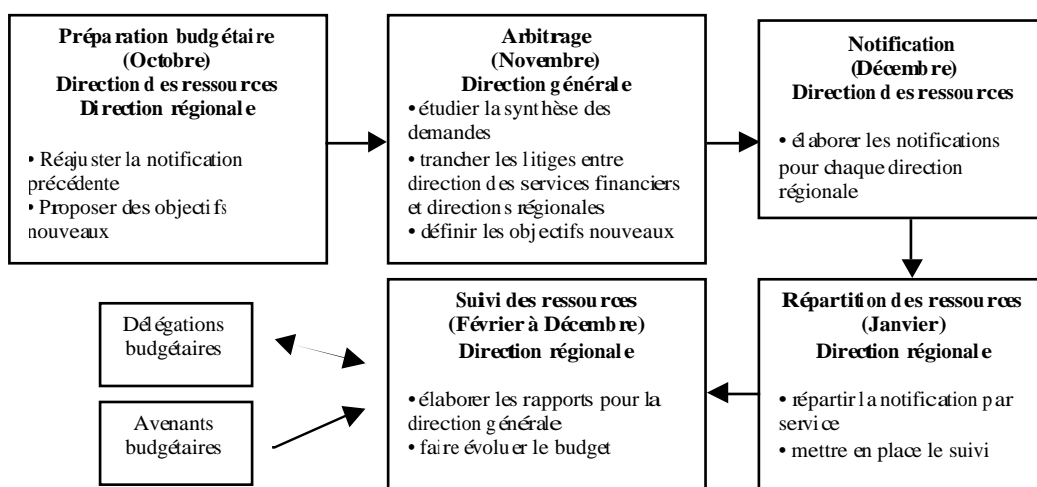 Préparation budgétaire
(Octobre)
Direction des ressources
Direction régionale
• Réajuster la notification
précédente
• Proposer des objectifs
nouveaux
Arbitrage
(Novembre)
Direction générale
• étudier la synthèse des
demandes
• trancher les litiges entre
direction des services financiers
et directions régionales
• définir les objectifs nouveaux
Notification
(Décembre)
Direction des ressources
• élaborer les notifications
pour chaque direction
régionale
Répartition des ressources
(Janvier)
Direction régionale
• répartir la notification par
service
• mettre en place le suivi
Suivi des ressources
(Février à Décembre)
Direction régionale
• élaborer les rapports pour la
direction générale
• faire évoluer le budget
Délégations
budgétaires
Avenants
budgétaires